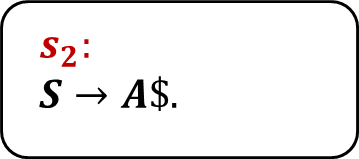 s₂:
S → A$.